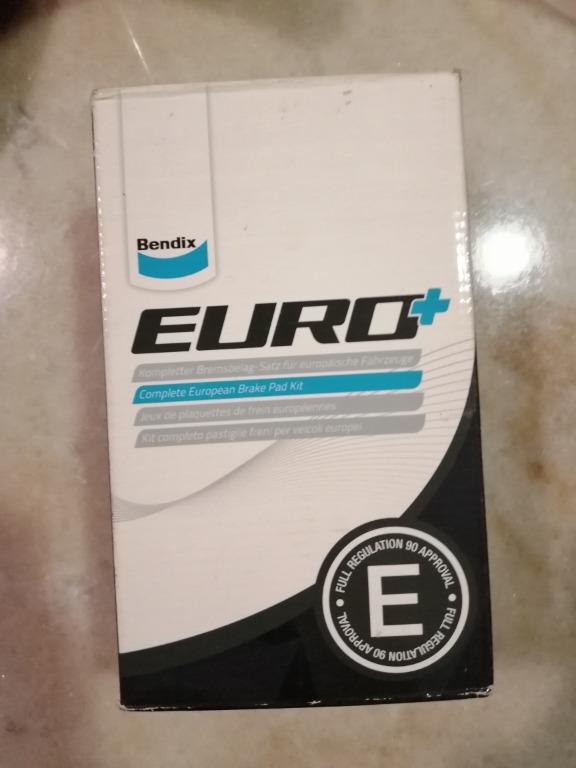 Bendix
EURO+
Kompletter Bremsbelag-Satz für europäische Fahrzeuge
Complete European Brake Pad Kit
Jeux de plaquettes de frein européennes
Kit completo pastiglie freni per veicoli europei
FULL REGULATION 90 APPROVAL •
E
FULL REGULATION 90 APPROVAL •